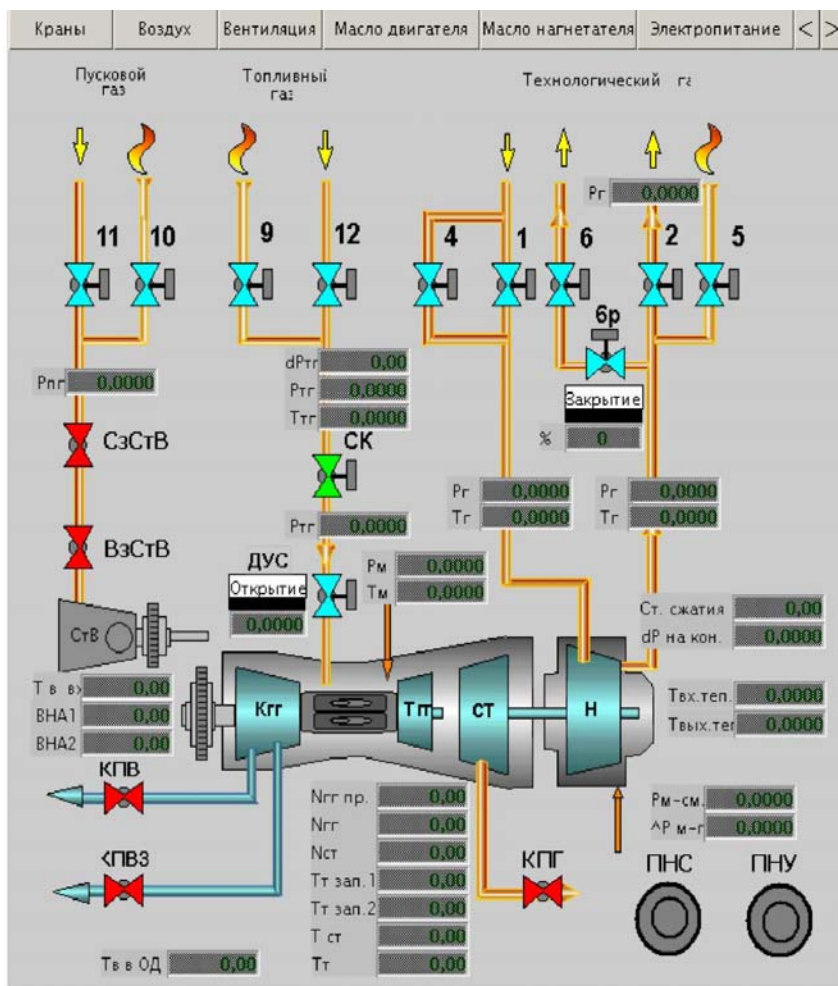 Краны Воздух Вентиляция Масло двигателя Масло нагнетателя Электропитание < >
Пусковой газ
Топливный газ
Технологический га
Рг 0,0000
11 10 9 12 4 1 6 2 5
6р
Закрытие
% 0
Рпг 0,0000
dPтг 0,00
Ртг 0,0000
Ттг 0,0000
СзСтВ
СК
Рг 0,0000
Тг 0,0000
Рг 0,0000
Тг 0,0000
Ртг 0,0000
ВзСтВ
ДУС
Открытие
0,0000
Рм 0,0000
Тм 0,0000
СтВ
Ст. сжатия 0,00
dP на кон. 0,0000
Т в вх 0,00
ВНА1 0,00
ВНА2 0,00
Кгг Тгг СТ Н
Твх.теп. 0,0000
Твых.теп 0,0000
КПВ
КПВ3
Nгг пр. 0,00
Nгг 0,00
Nст 0,00
Тт зап.1 0,00
Тт зап.2 0,00
Т ст 0,00
Тт 0,00
КПГ
Рм-см. 0,0000
^Р м-г 0,0000
ПНС ПНУ
Тв в ОД 0,00